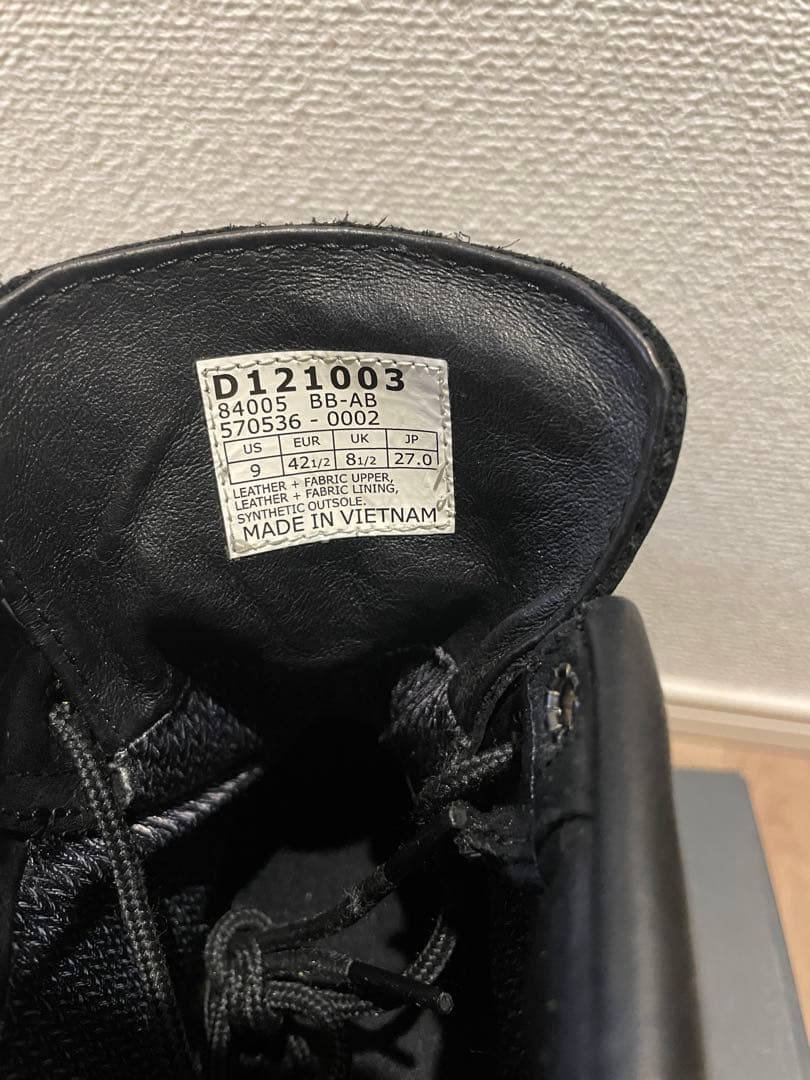 D121003
84005 BB-AB
570536 - 0002
US EUR UK JP
9 42 1/2 8 1/2 27.0
LEATHER + FABRIC UPPER,
LEATHER + FABRIC LINING,
SYNTHETIC OUTSOLE.
MADE IN VIETNAM